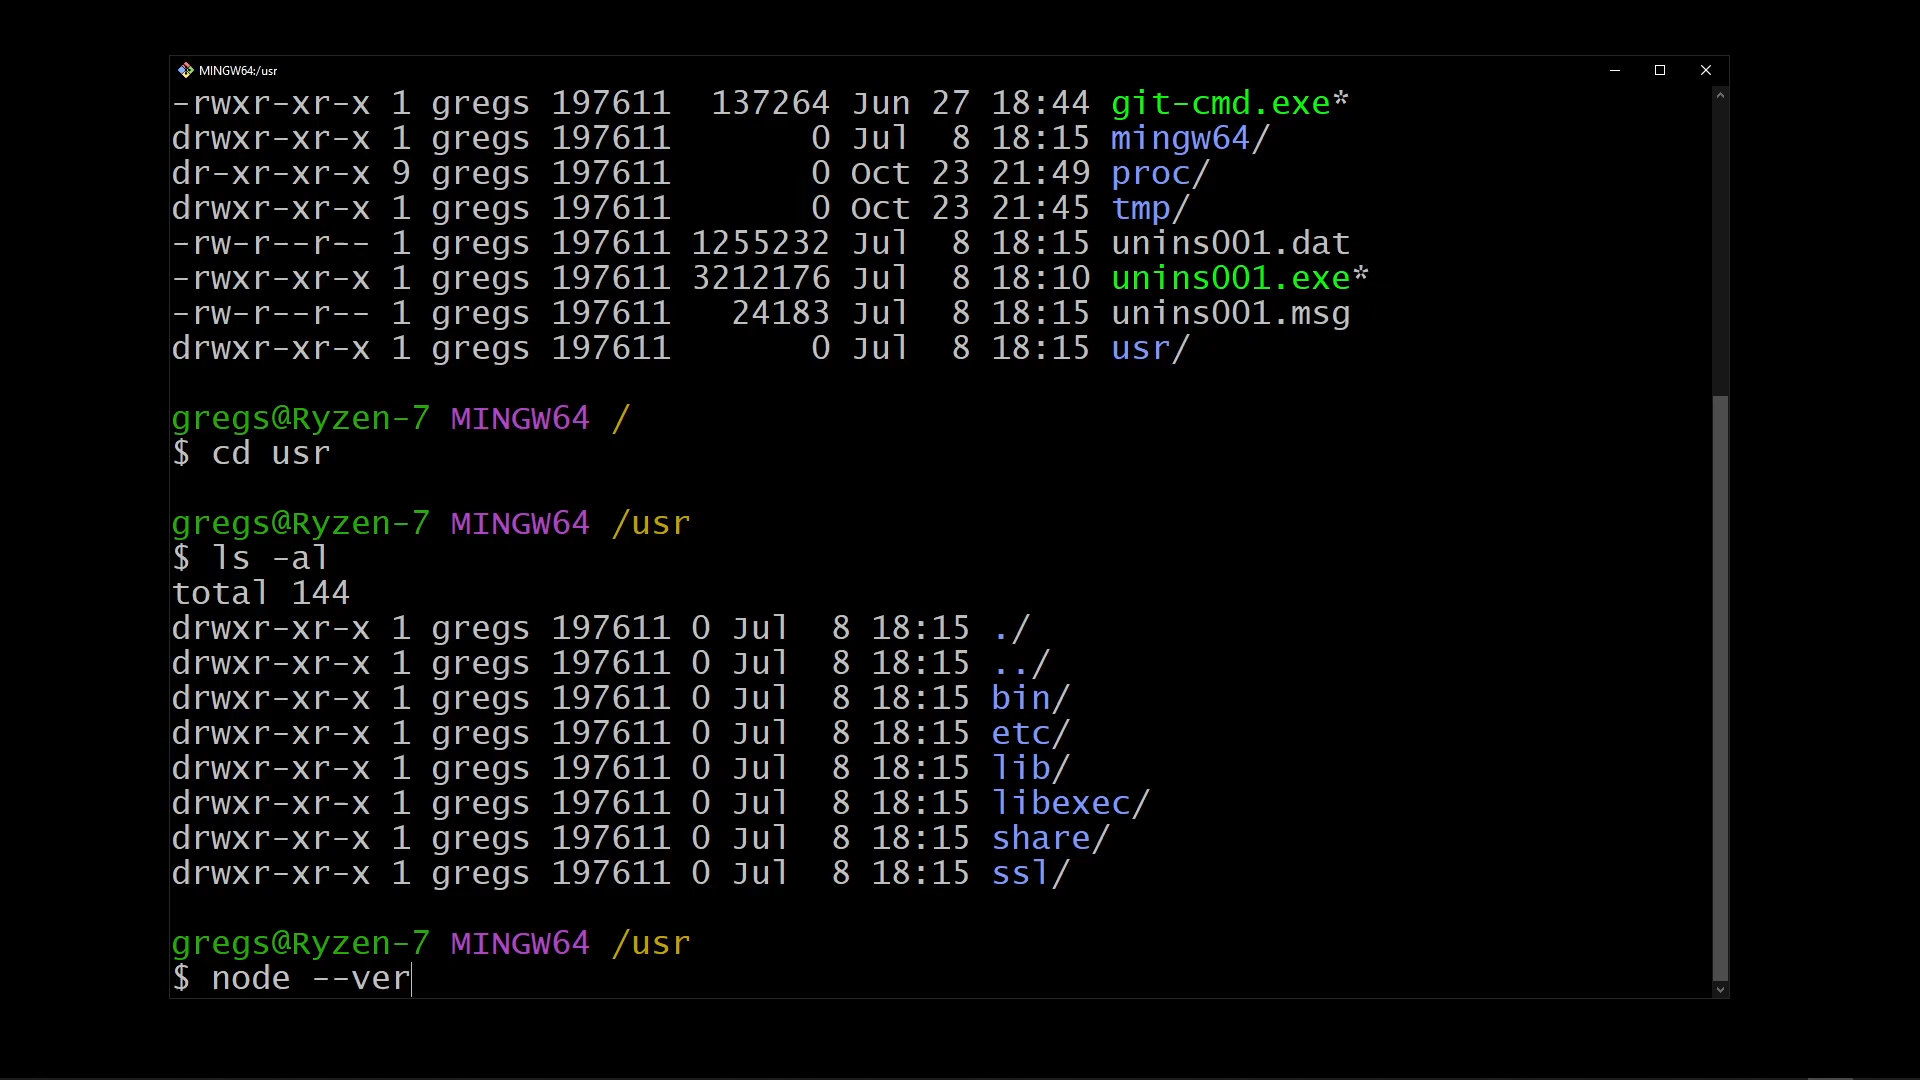 MINGW64:/usr
-rwxr-xr-x 1 gregs 197611  137264 Jun 27 18:44 git-cmd.exe*
drwxr-xr-x 1 gregs 197611       0 Jul  8 18:15 mingw64/
dr-xr-xr-x 9 gregs 197611       0 Oct 23 21:49 proc/
drwxr-xr-x 1 gregs 197611       0 Oct 23 21:45 tmp/
-rw-r--r-- 1 gregs 197611 1255232 Jul  8 18:15 unins001.dat
-rwxr-xr-x 1 gregs 197611 3212176 Jul  8 18:10 unins001.exe*
-rw-r--r-- 1 gregs 197611   24183 Jul  8 18:15 unins001.msg
drwxr-xr-x 1 gregs 197611       0 Jul  8 18:15 usr/
gregs@Ryzen-7 MINGW64 /
$ cd usr
gregs@Ryzen-7 MINGW64 /usr
$ ls -al
total 144
drwxr-xr-x 1 gregs 197611 0 Jul  8 18:15 ./
drwxr-xr-x 1 gregs 197611 0 Jul  8 18:15 ../
drwxr-xr-x 1 gregs 197611 0 Jul  8 18:15 bin/
drwxr-xr-x 1 gregs 197611 0 Jul  8 18:15 etc/
drwxr-xr-x 1 gregs 197611 0 Jul  8 18:15 lib/
drwxr-xr-x 1 gregs 197611 0 Jul  8 18:15 libexec/
drwxr-xr-x 1 gregs 197611 0 Jul  8 18:15 share/
drwxr-xr-x 1 gregs 197611 0 Jul  8 18:15 ssl/
gregs@Ryzen-7 MINGW64 /usr
$ node --ver